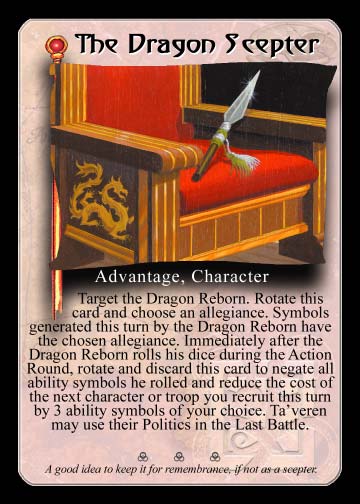 The Dragon Scepter
Advantage, Character
Target the Dragon Reborn. Rotate this
card and choose an allegiance. Symbols
generated this turn by the Dragon Reborn have
the chosen allegiance. Immediately after the
Dragon Reborn rolls his dice during the Action
Round, rotate and discard this card to negate all
ability symbols he rolled and reduce the cost of
the next character or troop you recruit this turn
by 3 ability symbols of your choice. Ta'veren
may use their Politics in the Last Battle.
A good idea to keep it for remembrance, if not as a scepter.